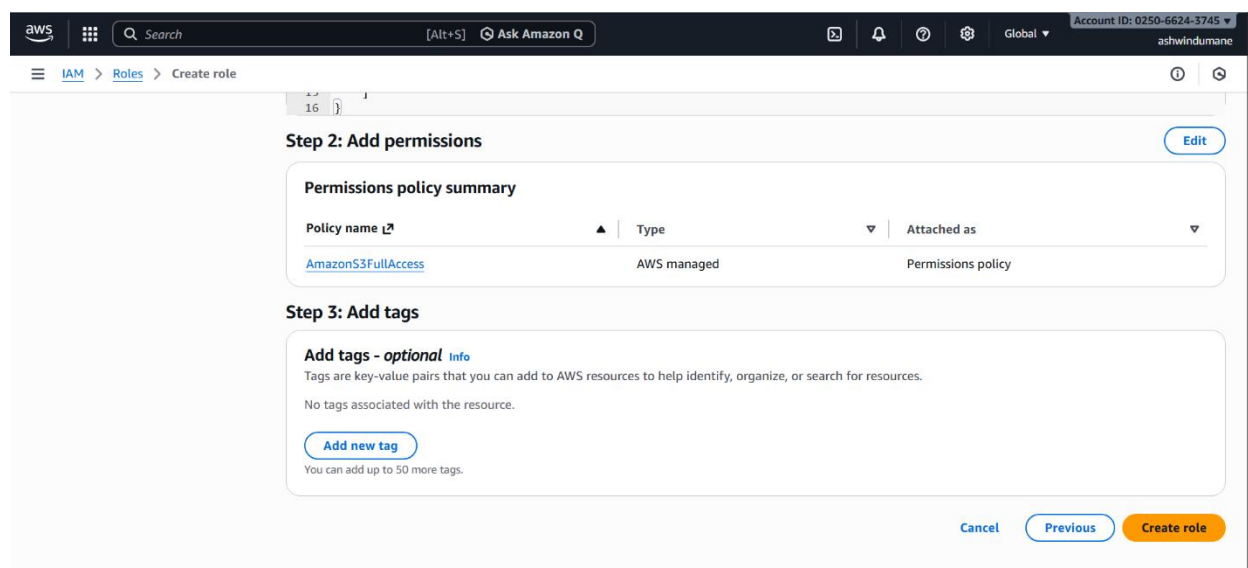 aws
Search [Alt+S] Ask Amazon Q
Global ▼
Account ID: 0250-6624-3745 ▼
ashwindumane
IAM > Roles > Create role
15 ]
16 }
Step 2: Add permissions
Edit
Permissions policy summary
Policy name Type Attached as
AmazonS3FullAccess AWS managed Permissions policy
Step 3: Add tags
Add tags - optional Info
Tags are key-value pairs that you can add to AWS resources to help identify, organize, or search for resources.
No tags associated with the resource.
Add new tag
You can add up to 50 more tags.
Cancel Previous Create role